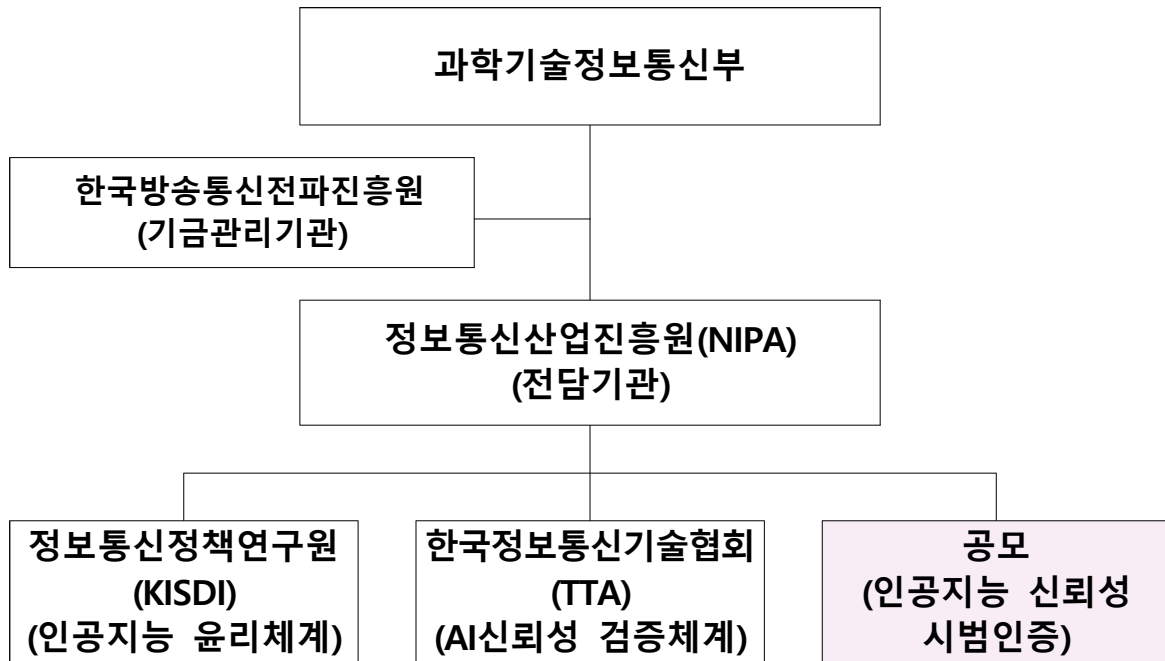 과학기술정보통신부
한국방송통신전파진흥원
(기금관리기관)
정보통신산업진흥원(NIPA)
(전담기관)
정보통신정책연구원
(KISDI)
(인공지능 윤리체계)
한국정보통신기술협회
(TTA)
(AI신뢰성 검증체계)
공모
(인공지능 신뢰성
시범인증)